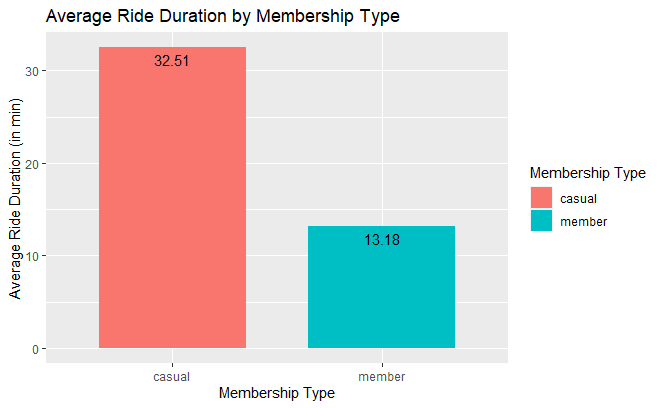 Average Ride Duration by Membership Type
Average Ride Duration (in min)
30
20
10
0
32.51
13.18
casual
member
Membership Type
Membership Type
casual
member